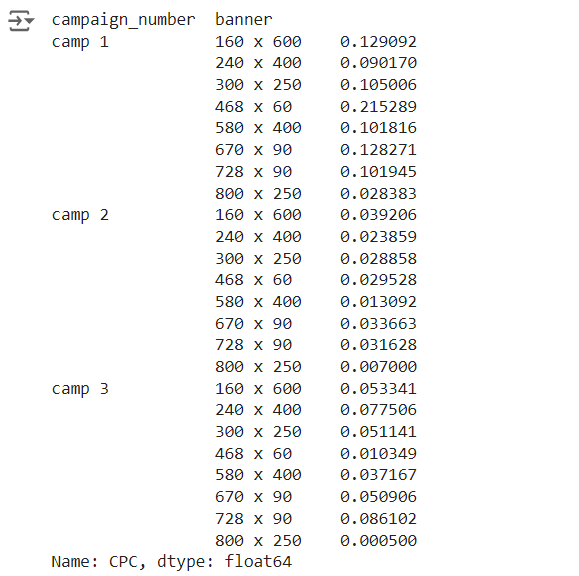 campaign_number  banner
camp 1           160 x 600    0.129092
                 240 x 400    0.090170
                 300 x 250    0.105006
                 468 x 60     0.215289
                 580 x 400    0.101816
                 670 x 90     0.128271
                 728 x 90     0.101945
                 800 x 250    0.028383
camp 2           160 x 600    0.039206
                 240 x 400    0.023859
                 300 x 250    0.028858
                 468 x 60     0.029528
                 580 x 400    0.013092
                 670 x 90     0.033663
                 728 x 90     0.031628
                 800 x 250    0.007000
camp 3           160 x 600    0.053341
                 240 x 400    0.077506
                 300 x 250    0.051141
                 468 x 60     0.010349
                 580 x 400    0.037167
                 670 x 90     0.050906
                 728 x 90     0.086102
                 800 x 250    0.000500
Name: CPC, dtype: float64